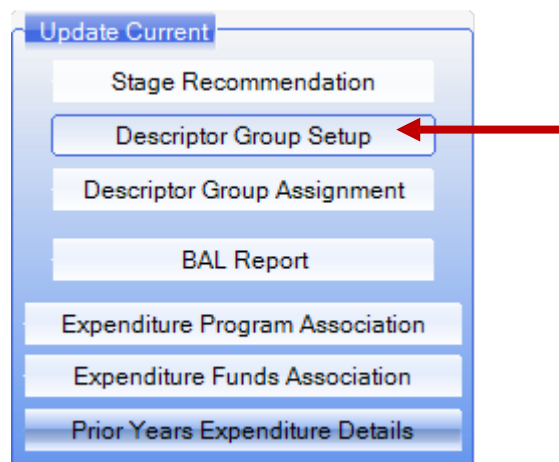 Update Current
Stage Recommendation
Descriptor Group Setup
Descriptor Group Assignment
BAL Report
Expenditure Program Association
Expenditure Funds Association
Prior Years Expenditure Details